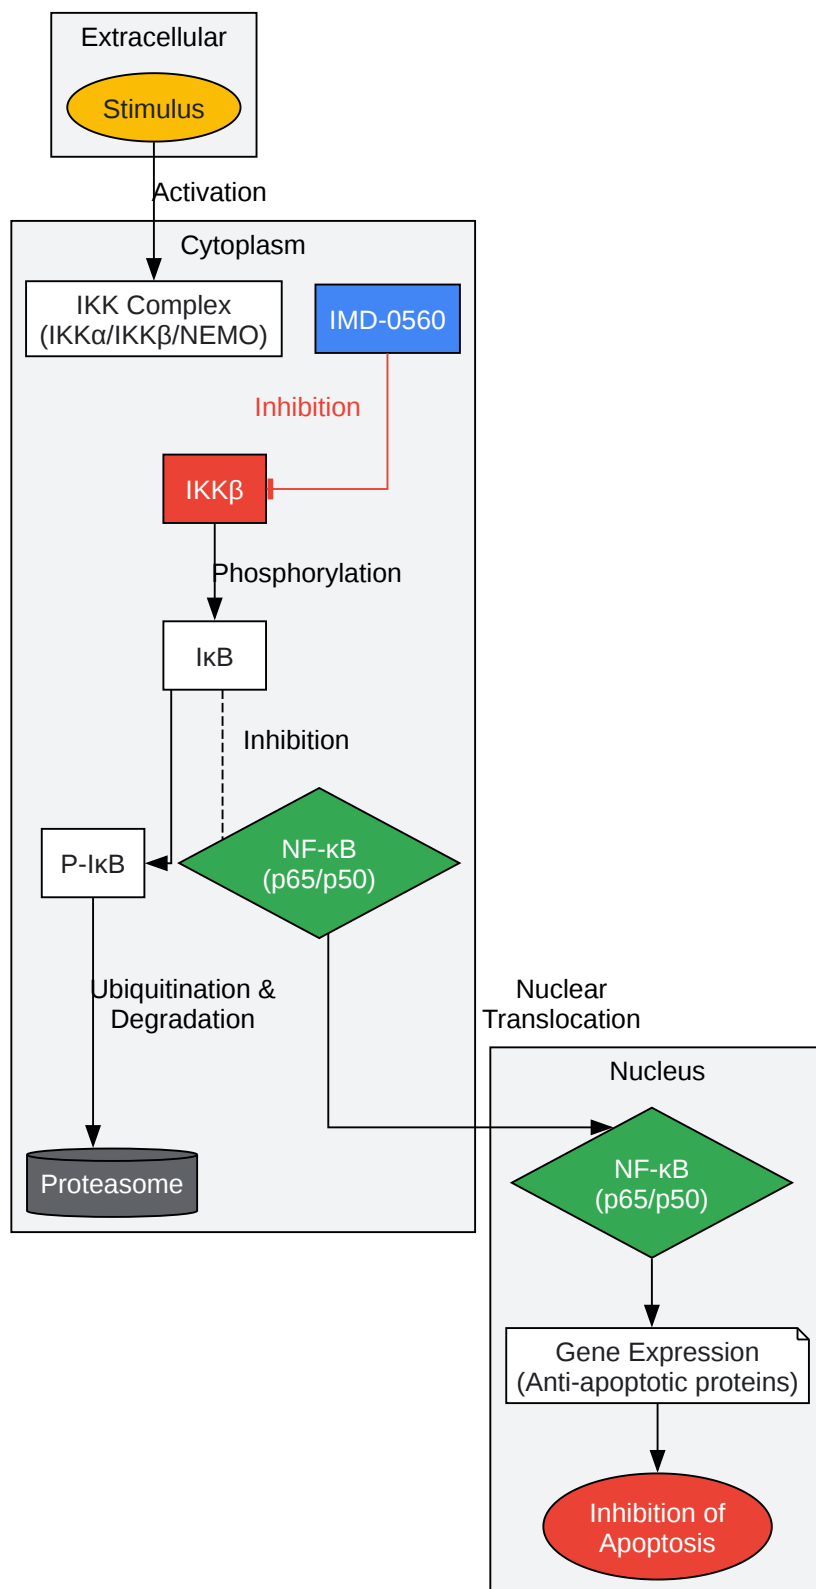 Extracellular
Stimulus
Activation
Cytoplasm
IKK Complex
(IKKα/IKKβ/NEMO)
IMD-0560
Inhibition
IKKβ
Phosphorylation
IκB
Inhibition
P-IκB
NF-κB
(p65/p50)
Ubiquitination &
Degradation
Nuclear
Translocation
Nucleus
Proteasome
NF-κB
(p65/p50)
Gene Expression
(Anti-apoptotic proteins)
Inhibition of
Apoptosis